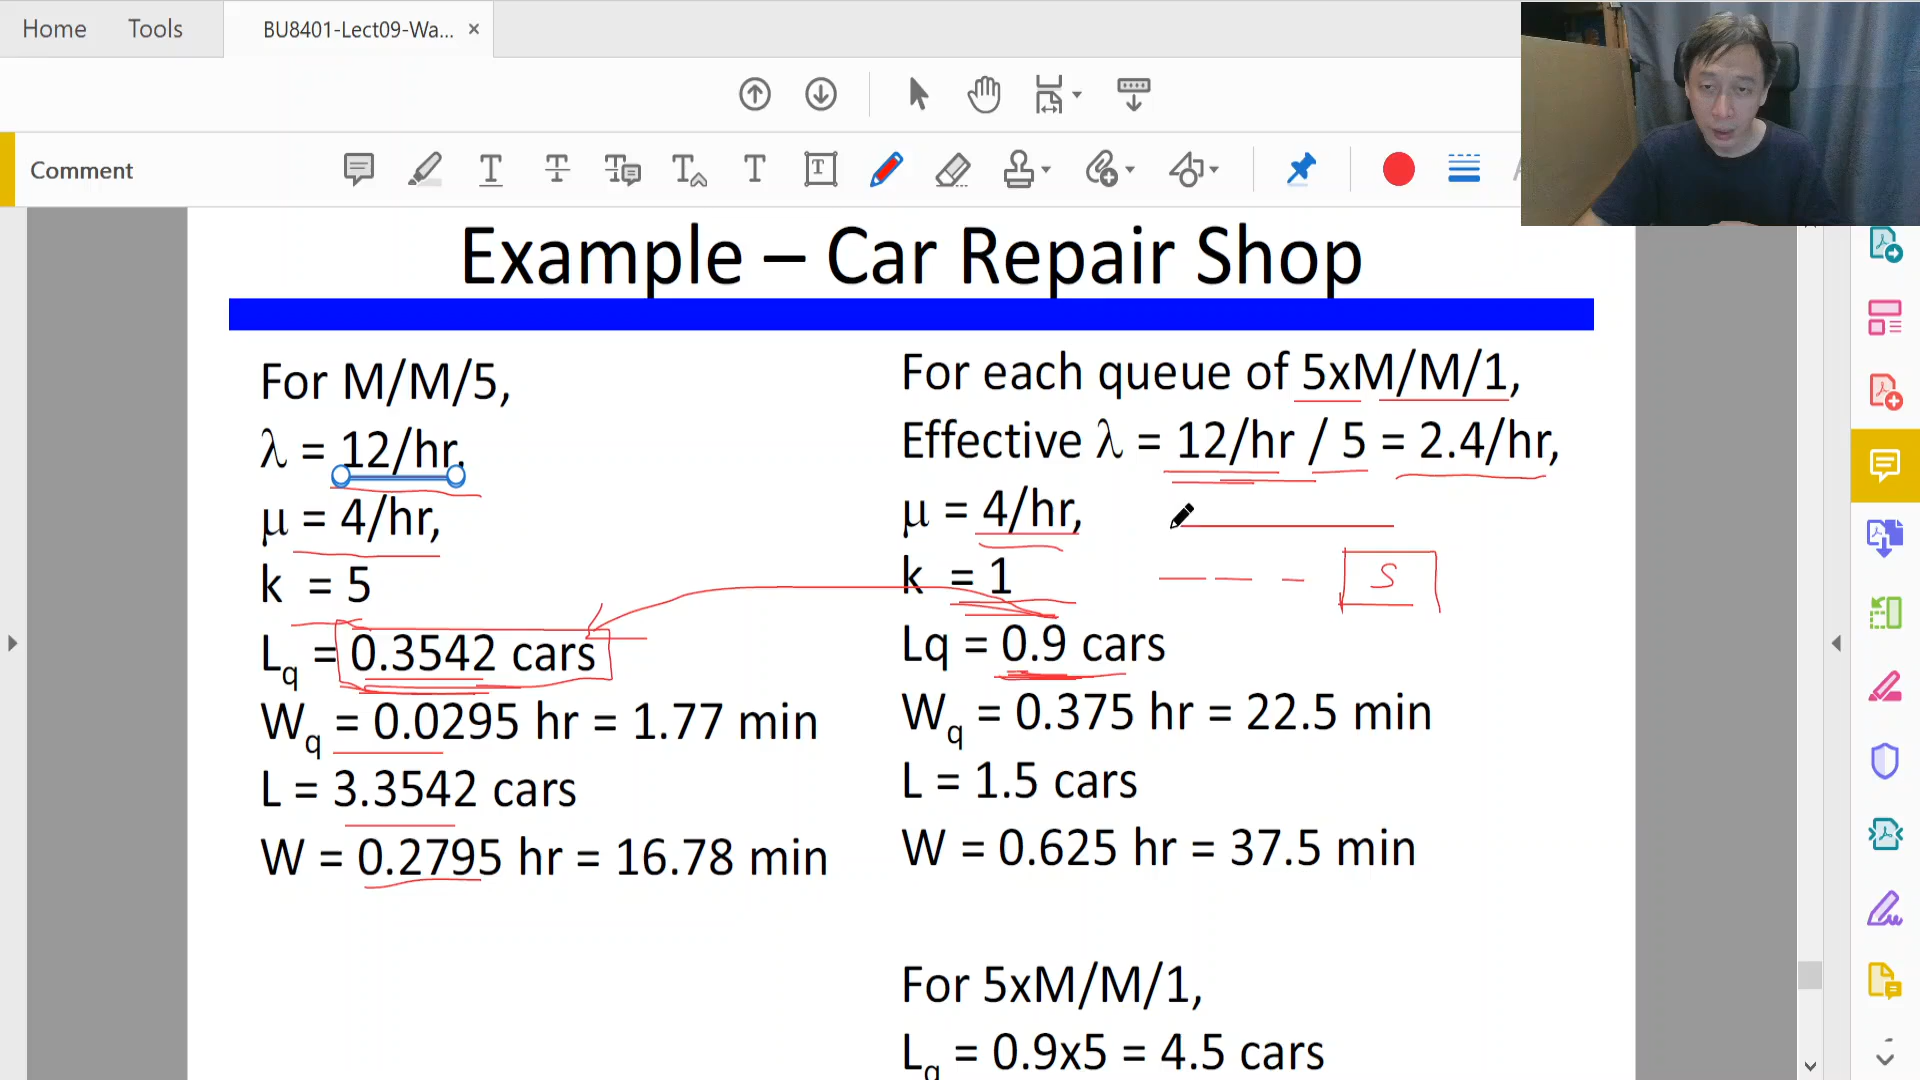 Home Tools BU8401-Lect09-Wa... ×
Comment
Example – Car Repair Shop
For M/M/5,
λ = 12/hr,
μ = 4/hr,
k = 5
Lq = 0.3542 cars
Wq = 0.0295 hr = 1.77 min
L = 3.3542 cars
W = 0.2795 hr = 16.78 min
For each queue of 5xM/M/1,
Effective λ = 12/hr / 5 = 2.4/hr,
μ = 4/hr,
k = 1
S
Lq = 0.9 cars
Wq = 0.375 hr = 22.5 min
L = 1.5 cars
W = 0.625 hr = 37.5 min
For 5xM/M/1,
Lq = 0.9x5 = 4.5 cars